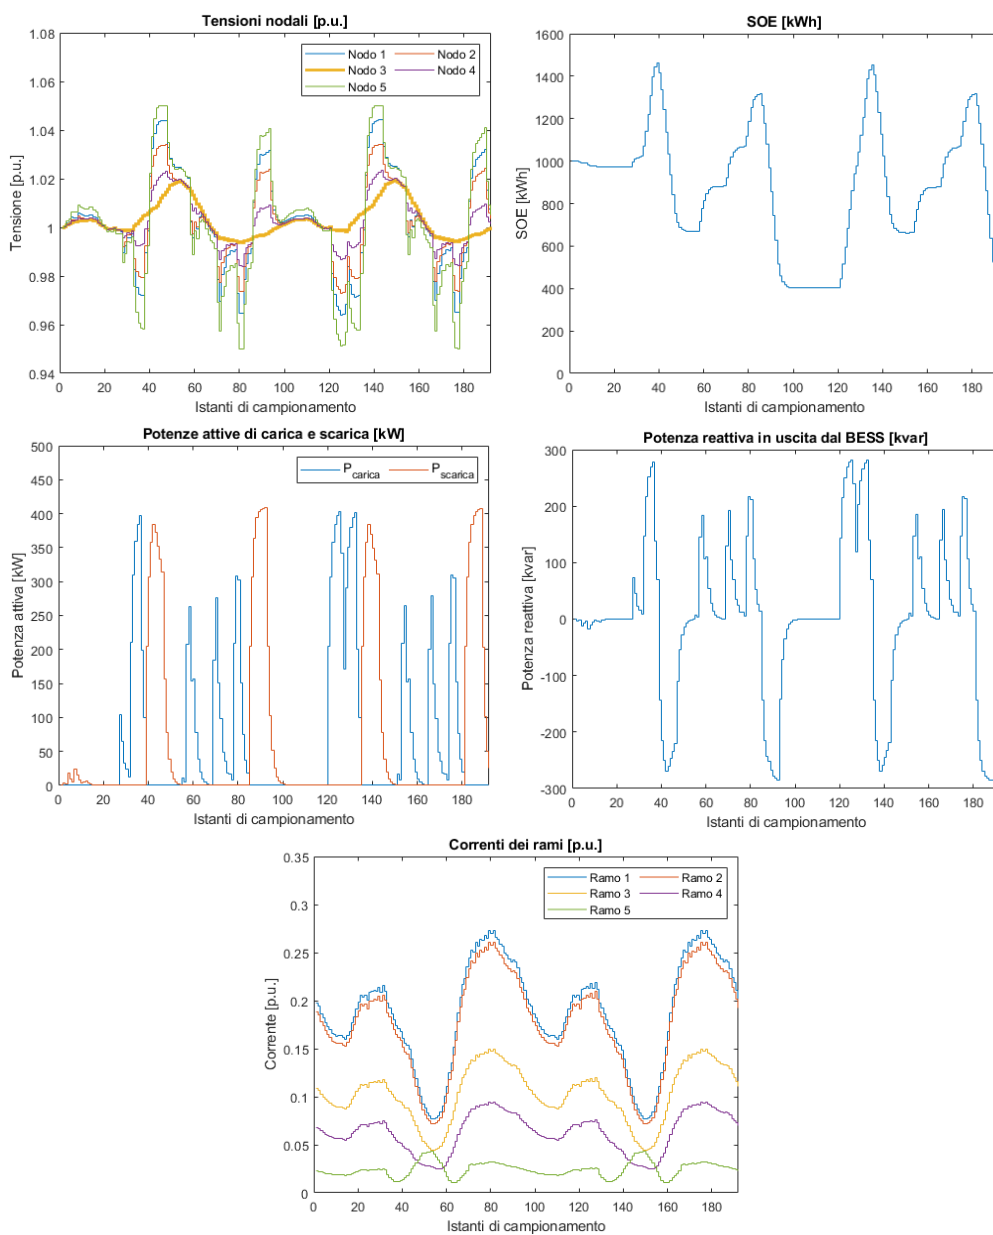 Tensioni nodali [p.u.]
1.08
1.06
1.04
1.02
1
0.98
0.96
0.94
Tensione [p.u.]
Nodo 1 Nodo 2
Nodo 3 Nodo 4
Nodo 5
0 20 40 60 80 100 120 140 160 180
Istanti di campionamento
SOE [kWh]
1600
1400
1200
1000
800
600
400
200
0
SOE [kWh]
0 20 40 60 80 100 120 140 160 180
Istanti di campionamento
Potenze attive di carica e scarica [kW]
500
450
400
350
300
250
200
150
100
50
0
Potenza attiva [kW]
Pcarica Pscarica
0 20 40 60 80 100 120 140 160 180
Istanti di campionamento
Potenza reattiva in uscita dal BESS [kvar]
300
200
100
0
-100
-200
-300
Potenza reattiva [kvar]
0 20 40 60 80 100 120 140 160 180
Istanti di campionamento
Correnti dei rami [p.u.]
0.35
0.3
0.25
0.2
0.15
0.1
0.05
0
Corrente [p.u.]
Ramo 1 Ramo 2
Ramo 3 Ramo 4
Ramo 5
0 20 40 60 80 100 120 140 160 180
Istanti di campionamento